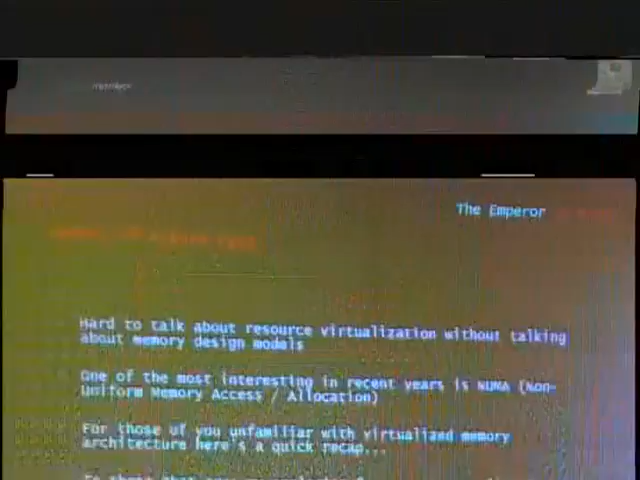 The Emperor
Hard to talk about resource virtualization without talking
about memory design models
One of the most interesting in recent years is NUMA (Non-
Uniform Memory Access / Allocation)
For those of you unfamiliar with virtualized memory
architecture here's a quick recap...